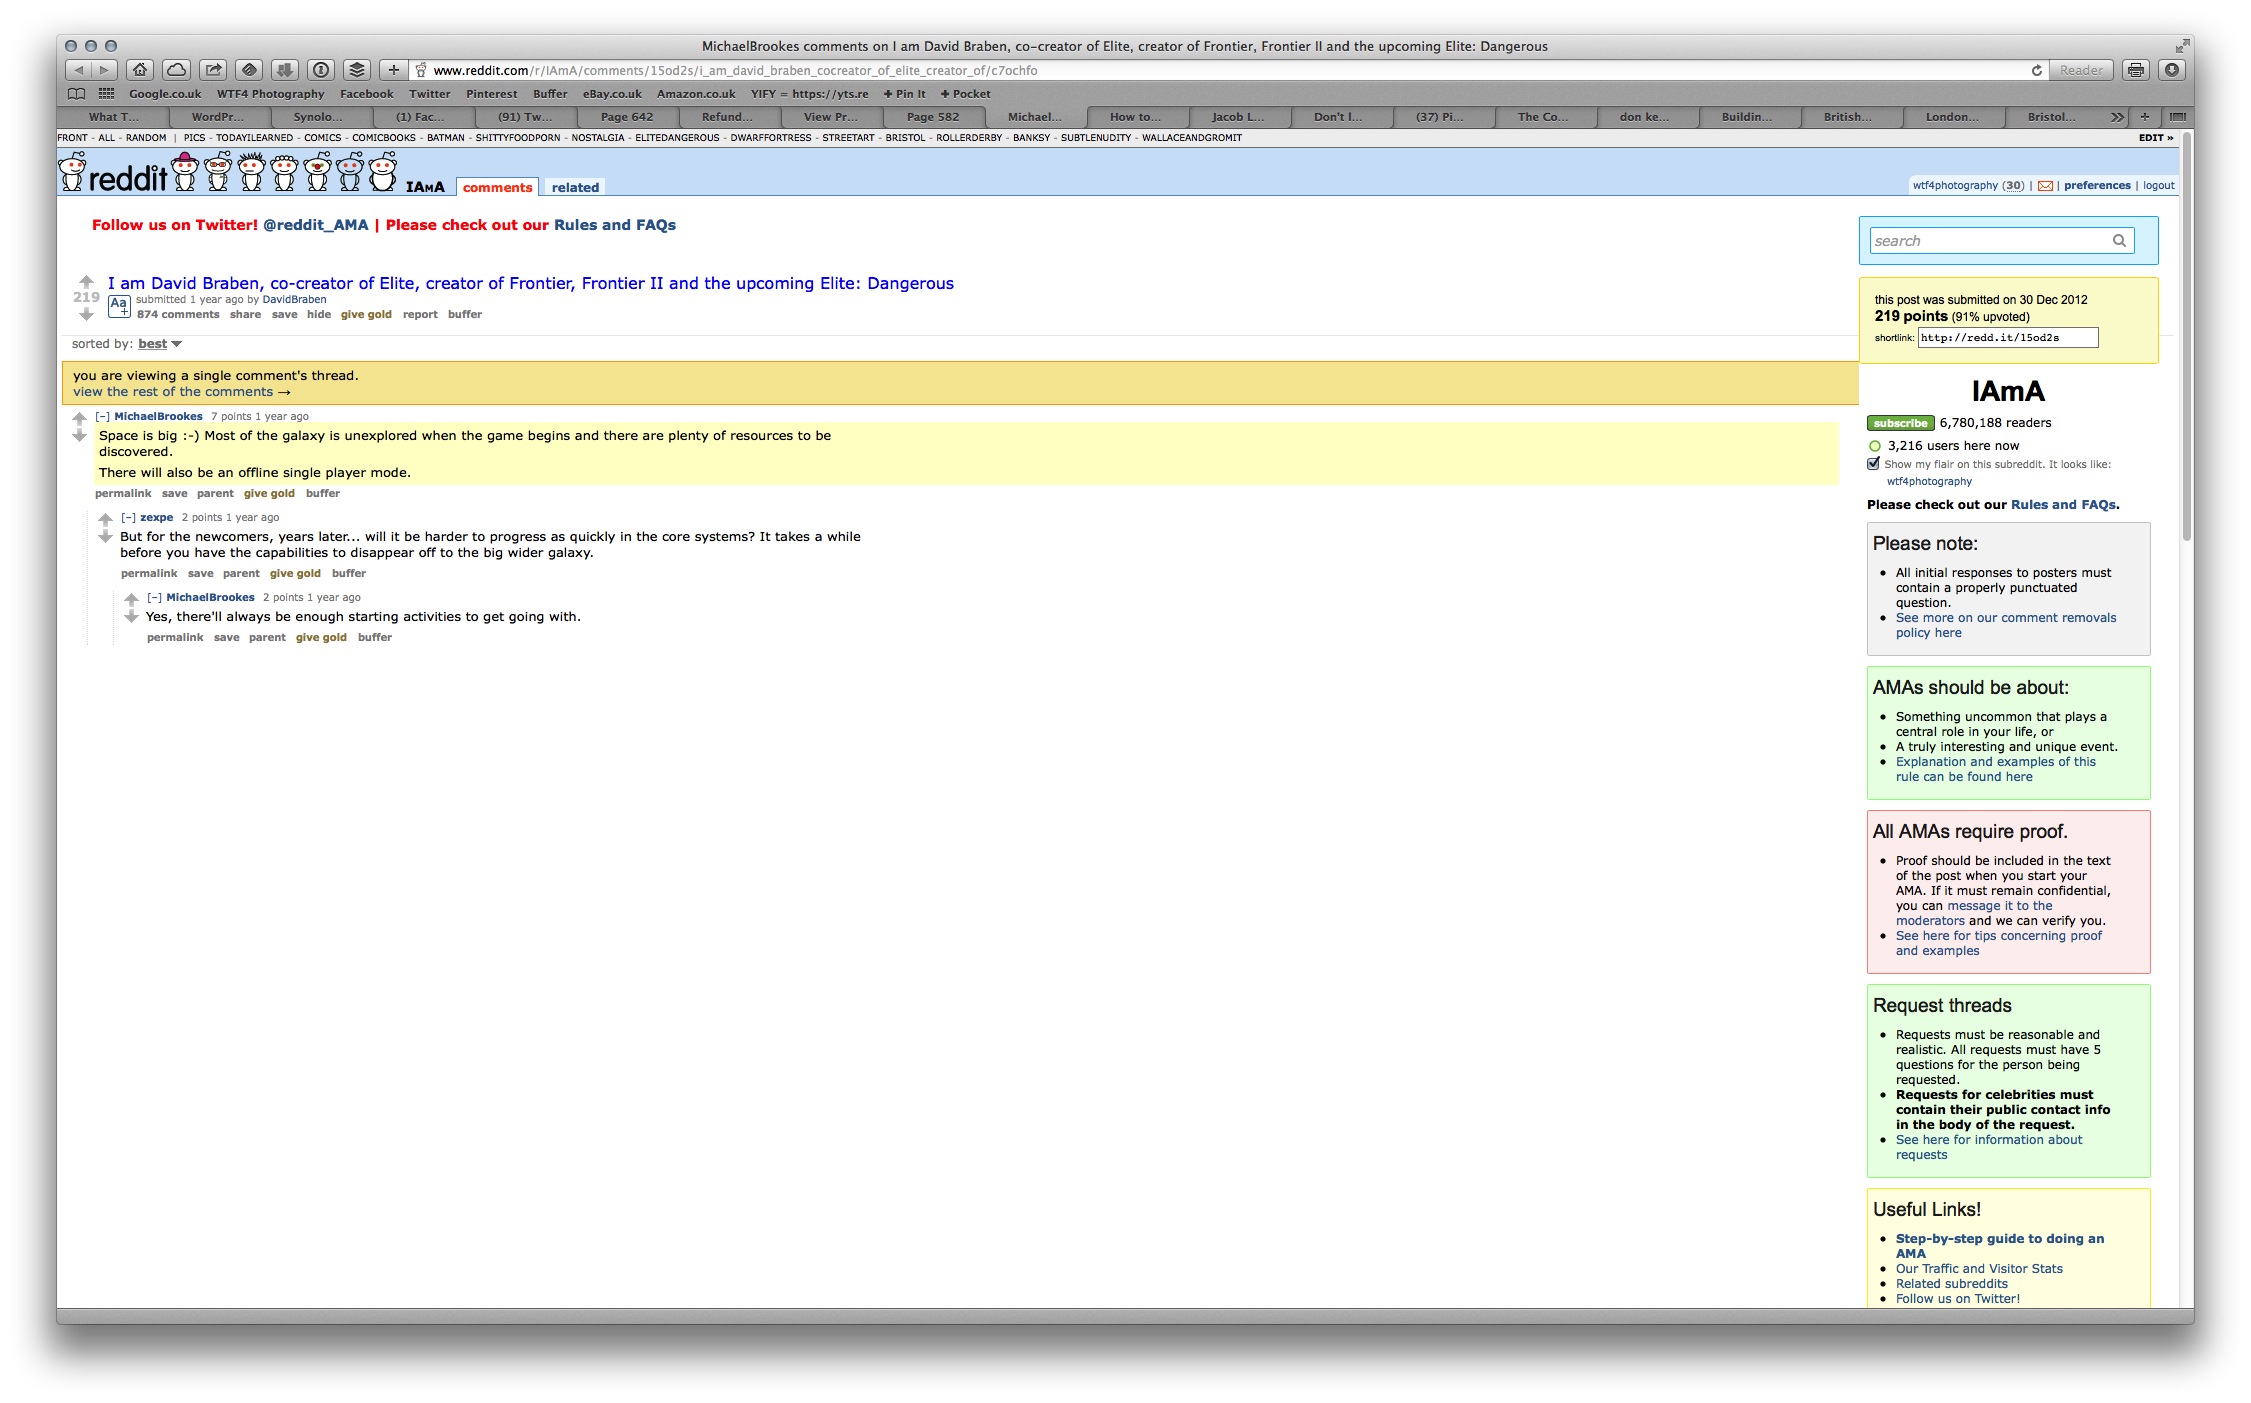 MichaelBrookes comments on I am David Braben, co-creator of Elite, creator of Frontier, Frontier II and the upcoming Elite: Dangerous
www.reddit.com/r/IAmA/comments/15od2s/i_am_david_braben_cocreator_of_elite_creator_of/c7ochfo
Reader
Google.co.uk WTF4 Photography Facebook Twitter Pinterest Buffer eBay.co.uk Amazon.co.uk YIFY = https://yts.re + Pin It + Pocket
What T... WordPr... Synolo... (1) Fac... (91) Tw... Page 642 Refund... View Pr... Page 582 Michael... How to... Jacob L... Don't I... (37) Pi... The Co... don ke... Buildin... British... London... Bristol...
FRONT - ALL - RANDOM | PICS - TODAYILEARNED - COMICS - COMICBOOKS - BATMAN - SHITTYFOODPORN - NOSTALGIA - ELITEDANGEROUS - DWARFFORTRESS - STREETART - BRISTOL - ROLLERDERBY - BANKSY - SUBTLENUDITY - WALLACEANDGROMIT EDIT »
reddit IAMA comments related
wtf4photography (30) | preferences | logout
Follow us on Twitter! @reddit_AMA | Please check out our Rules and FAQs
I am David Braben, co-creator of Elite, creator of Frontier, Frontier II and the upcoming Elite: Dangerous
219
Aa+
submitted 1 year ago by DavidBraben
874 comments share save hide give gold report buffer
sorted by: best
you are viewing a single comment's thread.
view the rest of the comments →
[-] MichaelBrookes 7 points 1 year ago
Space is big :-) Most of the galaxy is unexplored when the game begins and there are plenty of resources to be
discovered.
There will also be an offline single player mode.
permalink save parent give gold buffer
[-] zexpe 2 points 1 year ago
But for the newcomers, years later... will it be harder to progress as quickly in the core systems? It takes a while
before you have the capabilities to disappear off to the big wider galaxy.
permalink save parent give gold buffer
[-] MichaelBrookes 2 points 1 year ago
Yes, there'll always be enough starting activities to get going with.
permalink save parent give gold buffer
search
this post was submitted on 30 Dec 2012
219 points (91% upvoted)
shortlink: http://redd.it/15od2s
IAmA
subscribe 6,780,188 readers
3,216 users here now
Show my flair on this subreddit. It looks like:
wtf4photography
Please check out our Rules and FAQs.
Please note:
• All initial responses to posters must
contain a properly punctuated
question.
• See more on our comment removals
policy here
AMAs should be about:
• Something uncommon that plays a
central role in your life, or
• A truly interesting and unique event.
• Explanation and examples of this
rule can be found here
All AMAs require proof.
• Proof should be included in the text
of the post when you start your
AMA. If it must remain confidential,
you can message it to the
moderators and we can verify you.
• See here for tips concerning proof
and examples
Request threads
• Requests must be reasonable and
realistic. All requests must have 5
questions for the person being
requested.
• Requests for celebrities must
contain their public contact info
in the body of the request.
• See here for information about
requests
Useful Links!
• Step-by-step guide to doing an
AMA
• Our Traffic and Visitor Stats
• Related subreddits
• Follow us on Twitter!